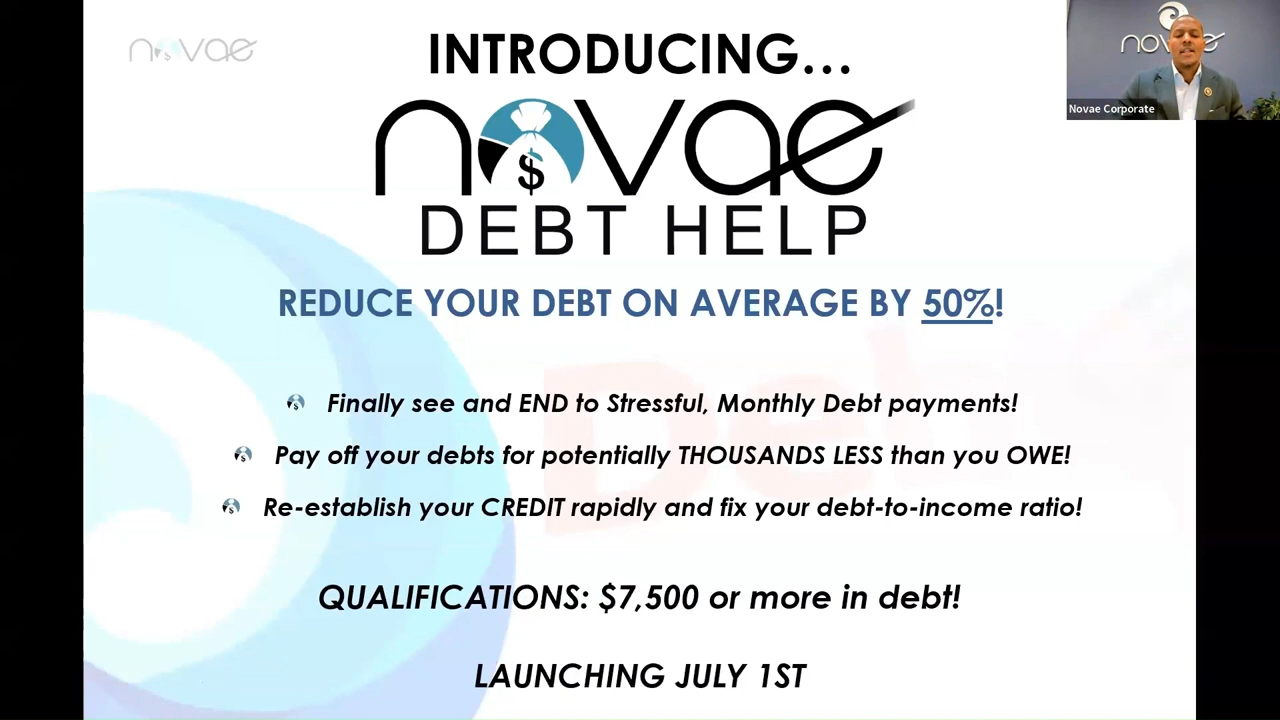 novae
INTRODUCING...
novae
Novae Corporate
novae
$
DEBT HELP
REDUCE YOUR DEBT ON AVERAGE BY 50%!
Finally see and END to Stressful, Monthly Debt payments!
Pay off your debts for potentially THOUSANDS LESS than you OWE!
Re-establish your CREDIT rapidly and fix your debt-to-income ratio!
QUALIFICATIONS: $7,500 or more in debt!
LAUNCHING JULY 1ST
Debt